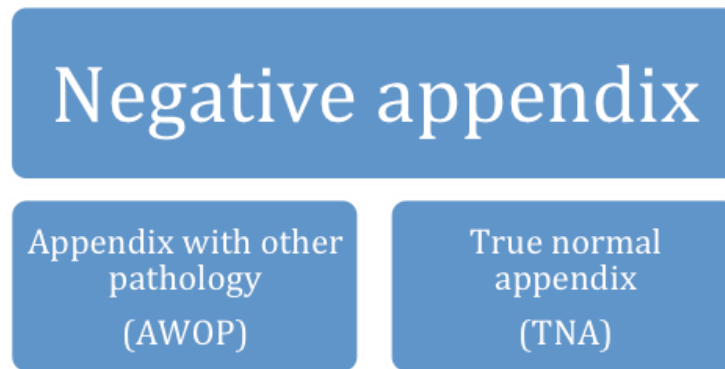 Negative appendix
Appendix with other
pathology
(AWOP)
True normal
appendix
(TNA)